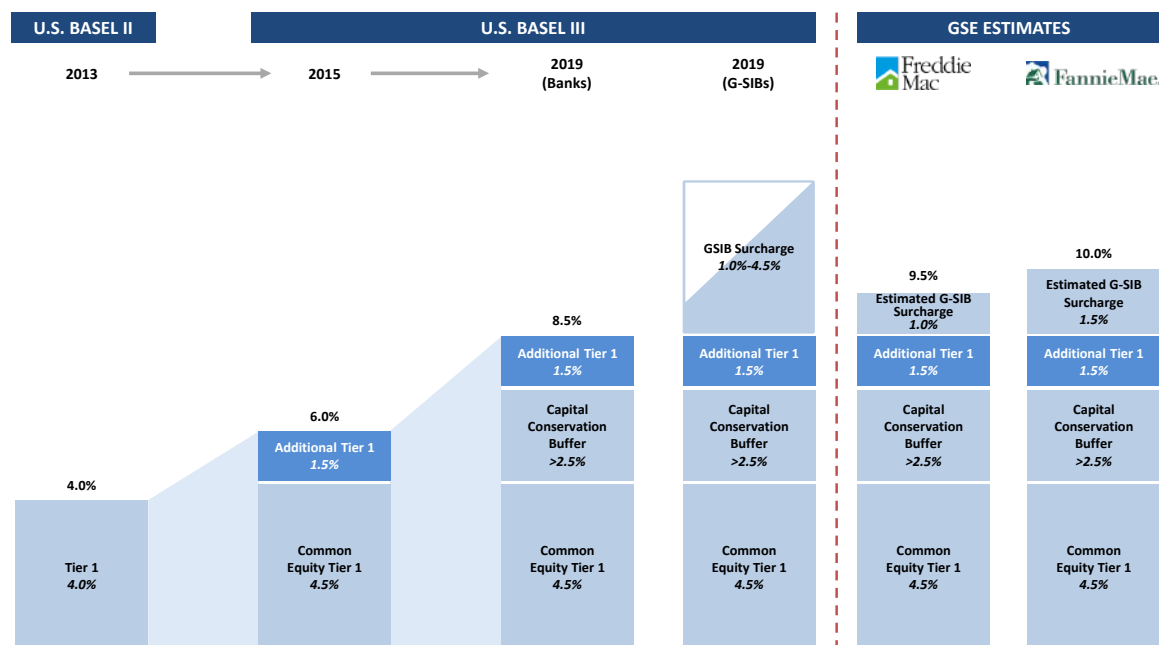 U.S. BASEL II
U.S. BASEL III
GSE ESTIMATES
2013
2015
2019
(Banks)
2019
(G-SIBs)
Freddie
Mac
FannieMae.
GSIB Surcharge
1.0%-4.5%
10.0%
9.5%
Estimated G-SIB
Surcharge
1.0%
Estimated G-SIB
Surcharge
1.5%
8.5%
Additional Tier 1
1.5%
Additional Tier 1
1.5%
Additional Tier 1
1.5%
Additional Tier 1
1.5%
6.0%
Additional Tier 1
1.5%
Capital
Conservation
Buffer
>2.5%
Capital
Conservation
Buffer
>2.5%
Capital
Conservation
Buffer
>2.5%
Capital
Conservation
Buffer
>2.5%
4.0%
Tier 1
4.0%
Common
Equity Tier 1
4.5%
Common
Equity Tier 1
4.5%
Common
Equity Tier 1
4.5%
Common
Equity Tier 1
4.5%
Common
Equity Tier 1
4.5%